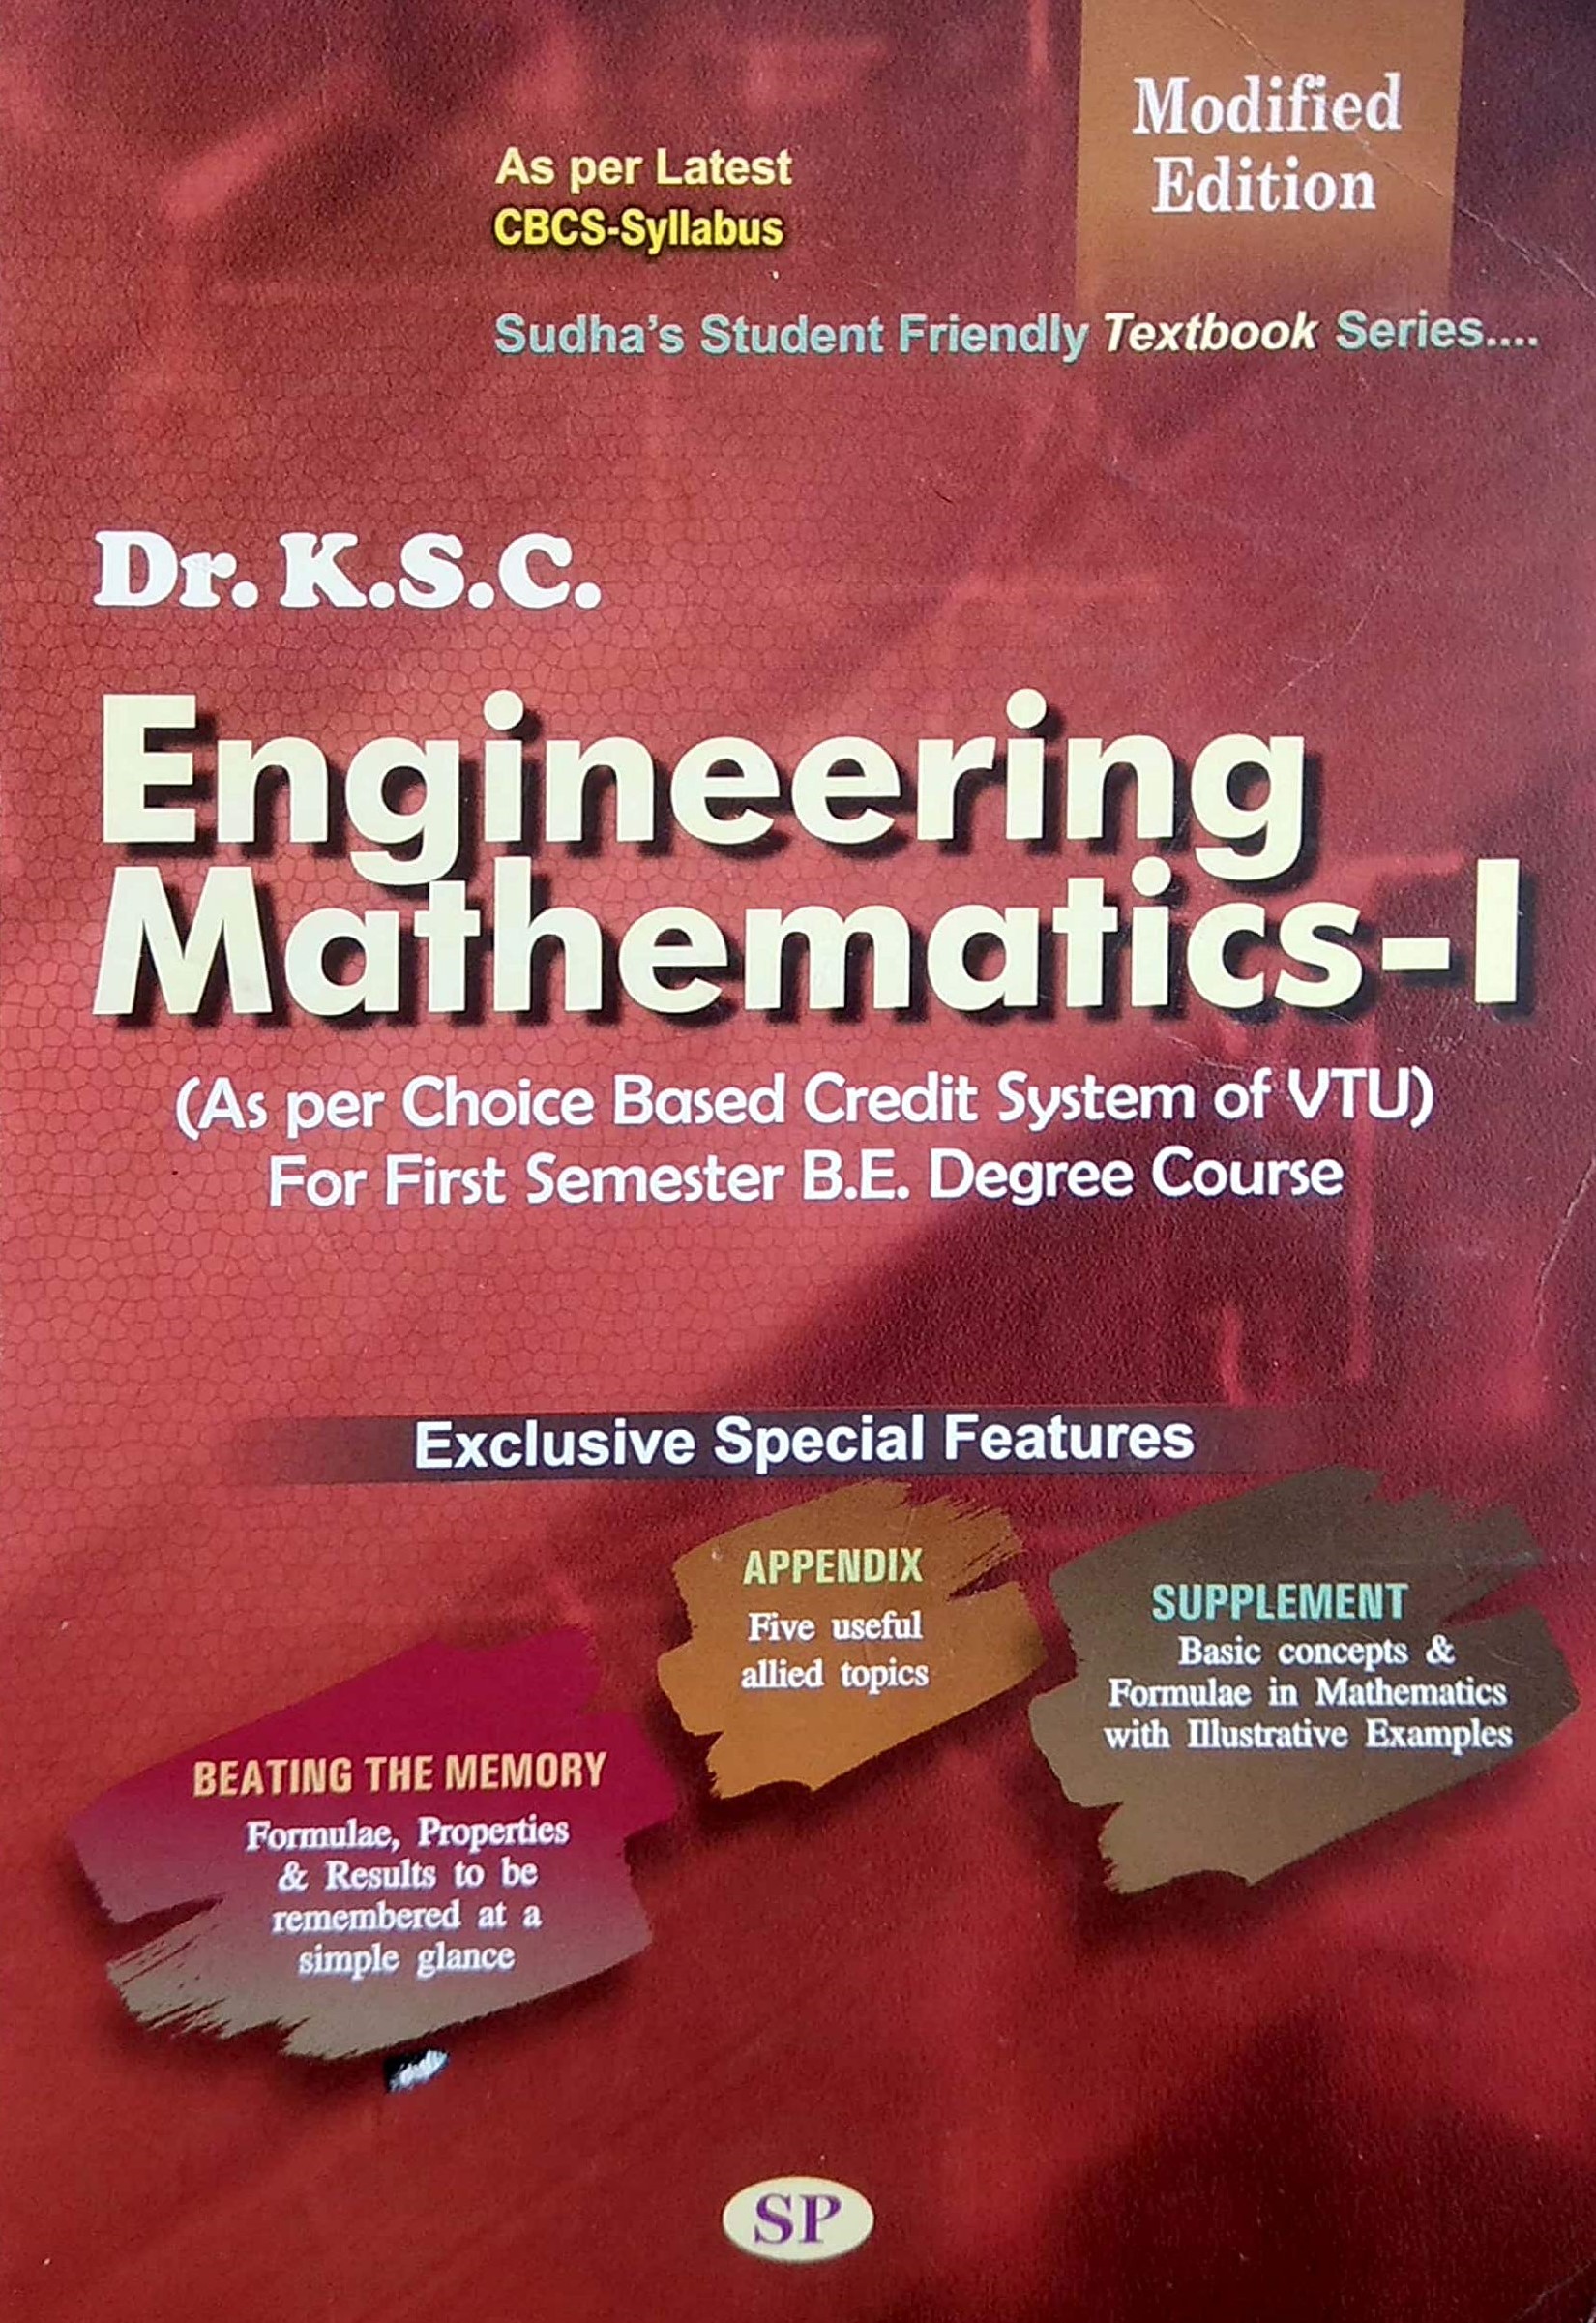 Modified
Edition
As per Latest
CBCS-Syllabus
Sudha's Student Friendly Textbook Series....
Dr. K.S.C.
Engineering
Mathematics-I
(As per Choice Based Credit System of VTU)
For First Semester B.E. Degree Course
Exclusive Special Features
APPENDIX
Five useful
allied topics
SUPPLEMENT
Basic concepts &
Formulae in Mathematics
with Illustrative Examples
BEATING THE MEMORY
Formulae, Properties
& Results to be
remembered at a
simple glance
SP